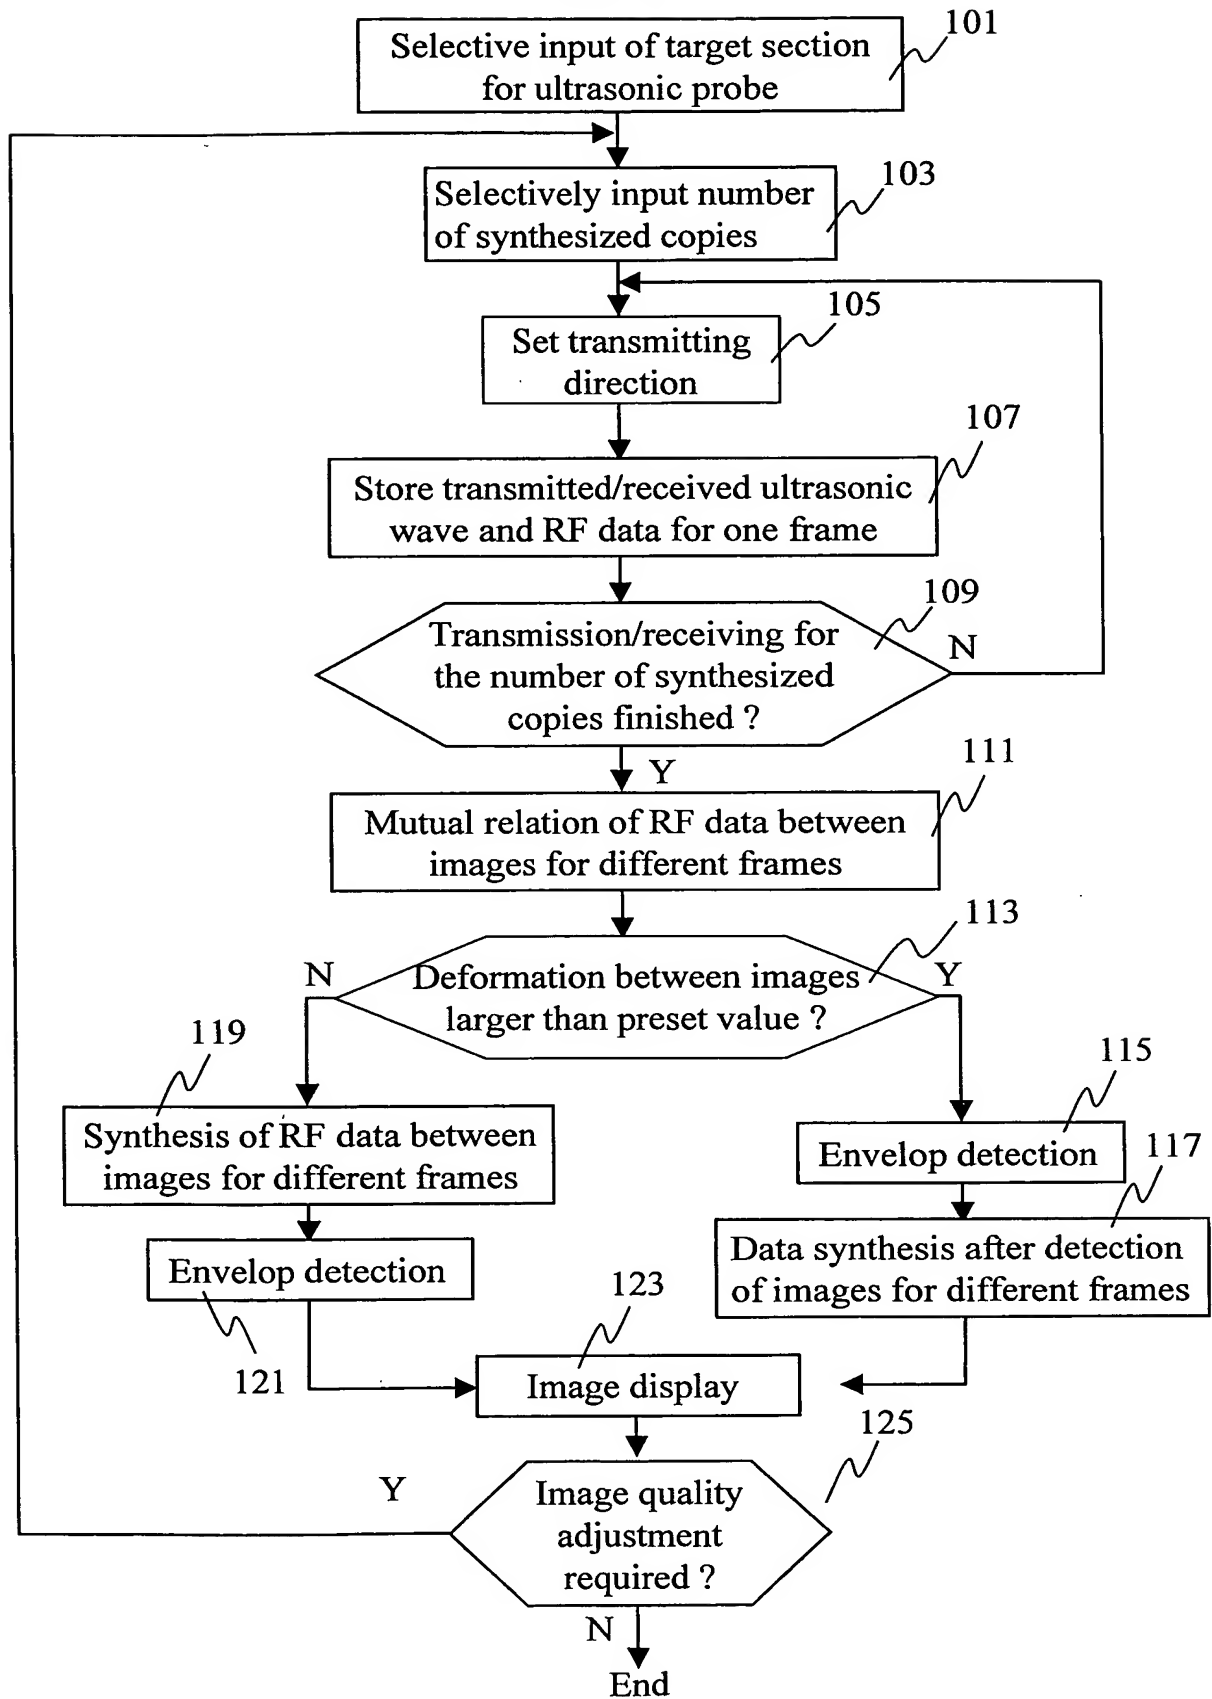 101
Selective input of target section
for ultrasonic probe
103
Selectively input number
of synthesized copies
105
Set transmitting
direction
107
Store transmitted/received ultrasonic
wave and RF data for one frame
109
Transmission/receiving for
the number of synthesized
copies finished ?
N
Y
111
Mutual relation of RF data between
images for different frames
113
N
Deformation between images
larger than preset value ?
Y
119
Synthesis of RF data between
images for different frames
115
Envelop detection
117
Data synthesis after detection
of images for different frames
Envelop detection
121
123
Image display
125
Y
Image quality
adjustment
required ?
N
End